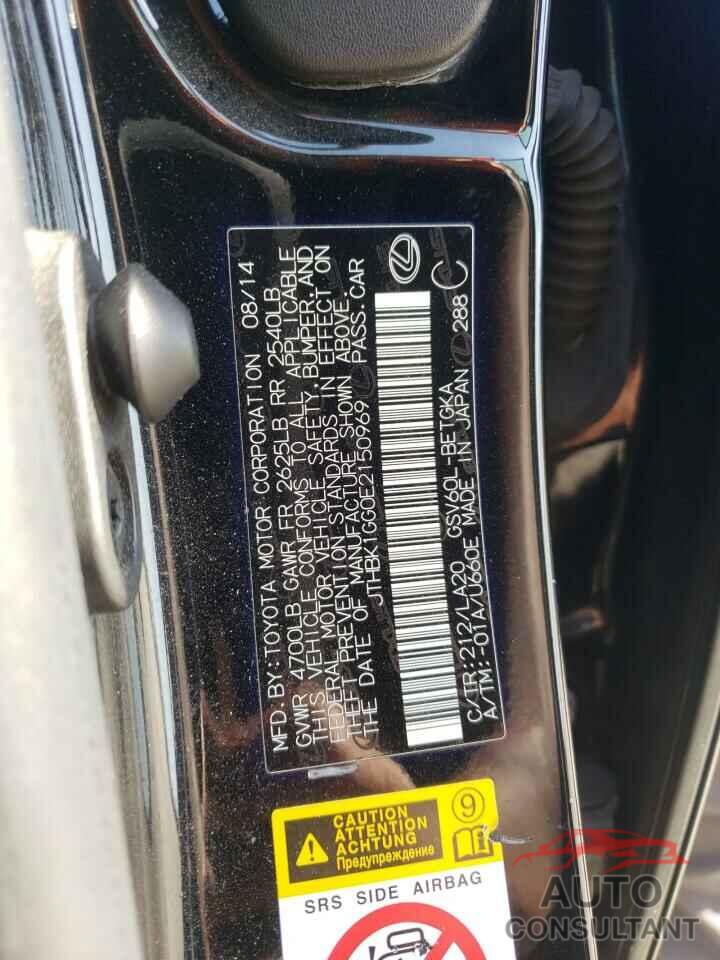 MFD.BY:TOYOTA MOTOR CORPORATION 08/14
GVWR 4700LB GAWR FR 2625LB RR 2540LB
THIS VEHICLE CONFORMS TO ALL APPLICABLE
FEDERAL MOTOR VEHICLE SAFETY,BUMPER,AND
THEFT PREVENTION STANDARDS IN EFFECT ON
THE DATE OF MANUFACTURE SHOWN ABOVE.
JTHBK1GG0E2150969 PASS.CAR
C/TR:212/LA20 GSV60L-BETGKA
A/TM:-01A/U660E MADE IN JAPAN 288
CAUTION
ATTENTION
ACHTUNG
Предупреждение
9
SRS SIDE AIRBAG
AUTO
CONSULTANT